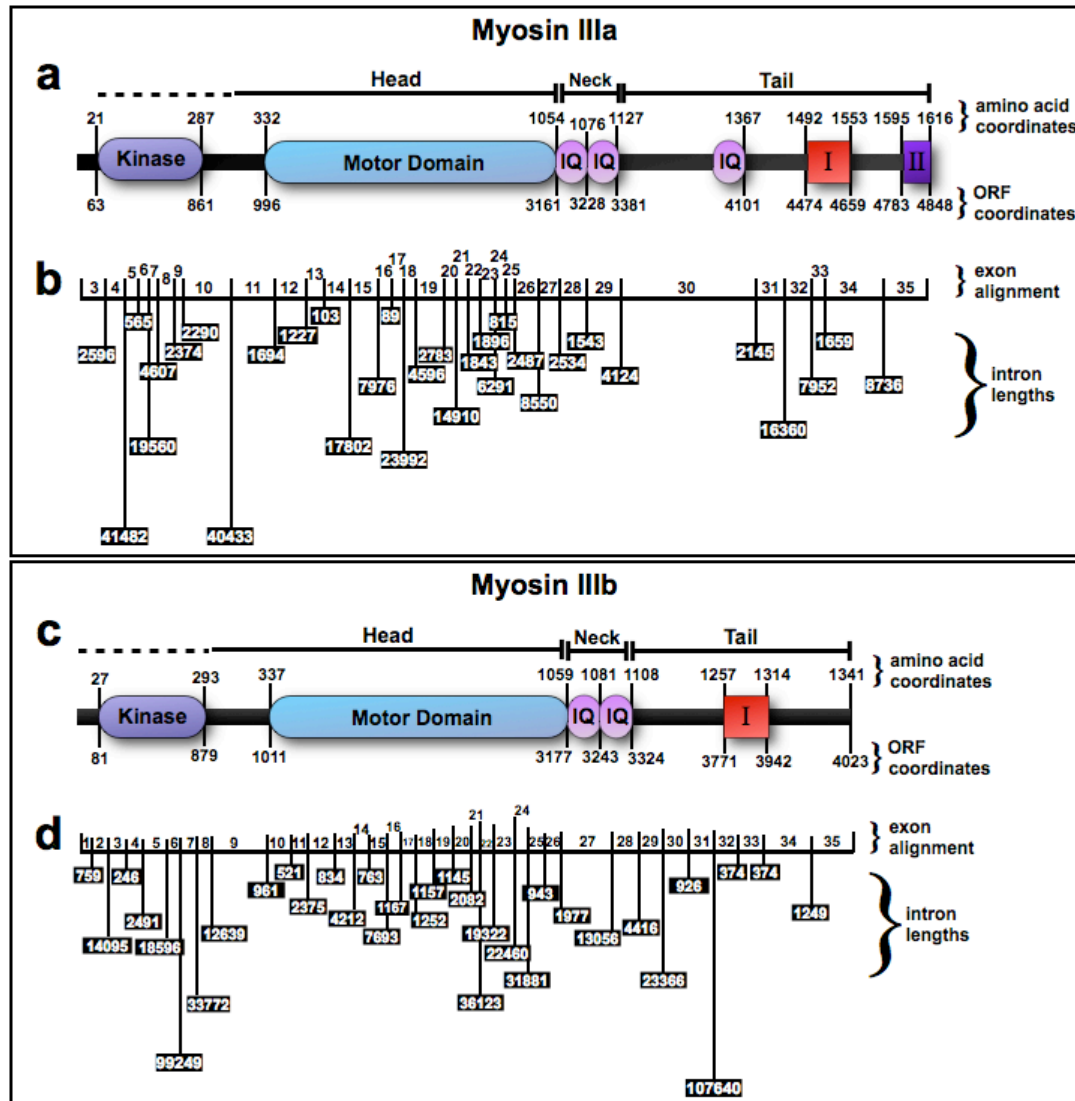 Myosin IIIa
a
Head Neck Tail
21 287 332 1054 1076 1127 1367 1492 1553 1595 1616
} amino acid coordinates
Kinase Motor Domain IQ IQ IQ I II
63 861 996 3161 3228 3381 4101 4474 4659 4783 4848
} ORF coordinates
b
3 4 5 6 7 8 9 10 11 12 13 14 15 16 17 18 19 20 21 22 23 24 25 26 27 28 29 30 31 32 33 34 35
} exon alignment
565 103 89 815
2290 1227
2596 2374 1694 2783 1896 1543 2145 1659
4607 7976 4596 1843 2487 2534 4124 7952 8736
6291
14910 8550 16360
19560 17802 23992
41482 40433
} intron lengths
Myosin IIIb
c
Head Neck Tail
27 293 337 1059 1081 1108 1257 1314 1341
} amino acid coordinates
Kinase Motor Domain IQ IQ I
81 879 1011 3177 3243 3324 3771 3942 4023
} ORF coordinates
d
1 2 3 4 5 6 7 8 9 10 11 12 13 14 15 16 17 18 19 20 21 22 23 24 25 26 27 28 29 30 31 32 33 34 35
} exon alignment
759 246 961 521 834 763 1145 943 926 374 374
2375 1167 1157 2082
2491 4212 1252 1977 1249
14095 18596 12639 7693 19322 13056 4416
22460
33772 36123 31881 23366
99249
107640
} intron lengths